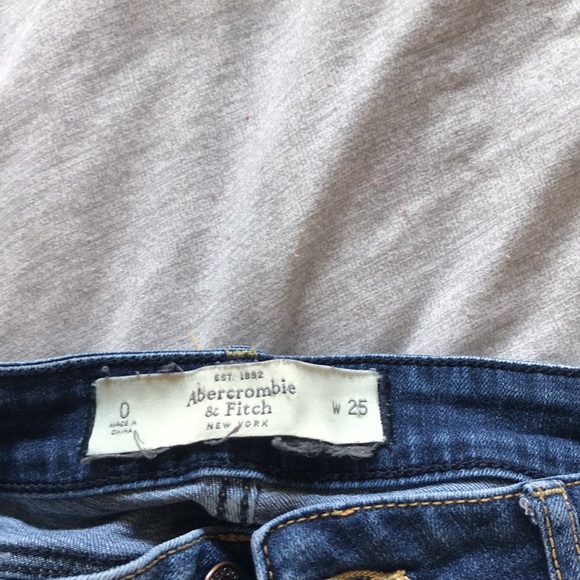 EST. 1892
Abercrombie
& Fitch
NEW YORK
0
MADE IN
CHINA
W 25